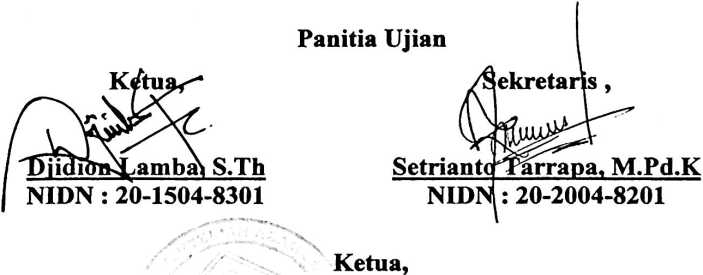 Panitia Ujian
Ketua, Sekretaris ,
Djidion Lamba, S.Th Setrianto Tarrapa, M.Pd.K
NIDN : 20-1504-8301 NIDN : 20-2004-8201
Ketua,